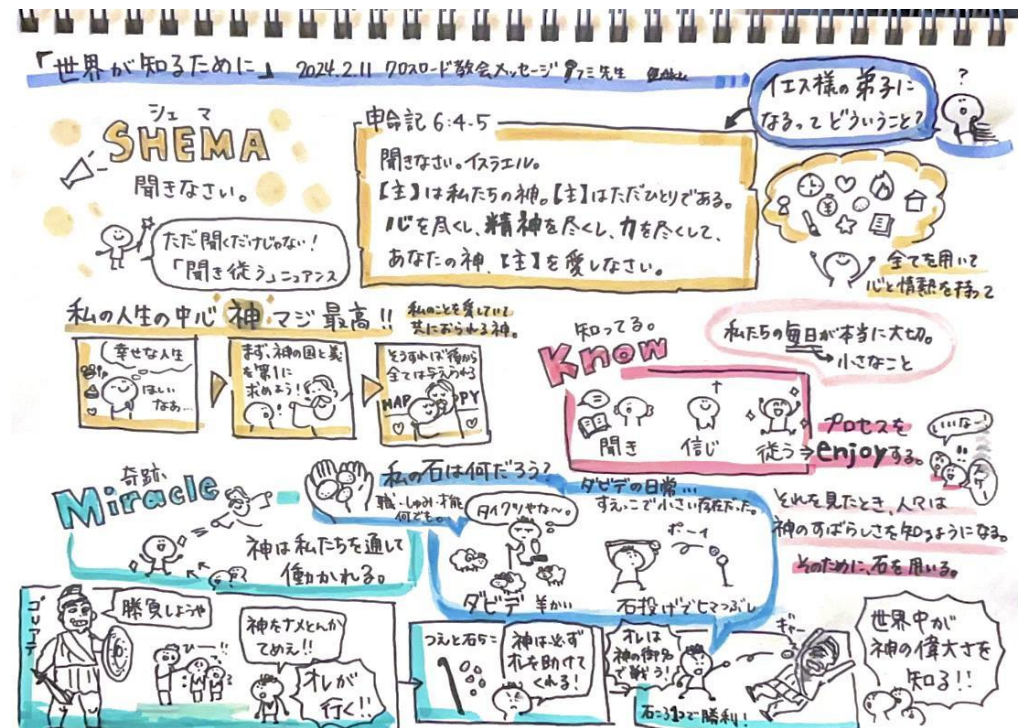 「世界が知るために」 2024.2.11 クロスロード教会メッセージ
イエス様の弟子に
なるって どういうこと?
?
シェマ
SHEMA
聞きなさい。
ただ聞くだけじゃない!
「聞き従う」ニュアンス
申命記 6:4-5
聞きなさい。イスラエル。
【主】は私たちの神。【主】はただひとりである。
心を尽くし、精神を尽くし、力を尽くして、
あなたの神、【主】を愛しなさい。
全てを用いて
心と情熱を持って
私の人生の中心 神 マジ 最高!!
私のことを愛していて
共におられる神。
幸せな人生
ほしい
なあ…
まず、神の国と義
を第1に
求めよう!
そうすれば後から
全ては与えられる
HAPPY
知ってる。
Know
聞き 信じ 従う
私たちの毎日が本当に大切。
小さなこと
プロセスを
enjoyする。
いいなー!
それを見たとき、人々は
神のすばらしさを知るようになる。
そのために、石を用いる。
奇跡
Miracle
神は私たちを通して
働かれる。
私の石は何だろう?
職・しゅみ・才能
何でも。
ダビデの日常…
すえっこで小さい存在だった。
タイクツやな〜。
ポーイ
ダビデ 羊かい
石投げでヒマつぶし
ゴリアテ
勝負しようや
ひー!!
神をナメとんか
てめえ!!
オレが
行く!!
つえと石5こ
神は必ず
オレを助けて
くれる!
オレは
神の御名
で戦う!
ギャー
石ころ1つで勝利!
世界中が
神の偉大さを
知る!!